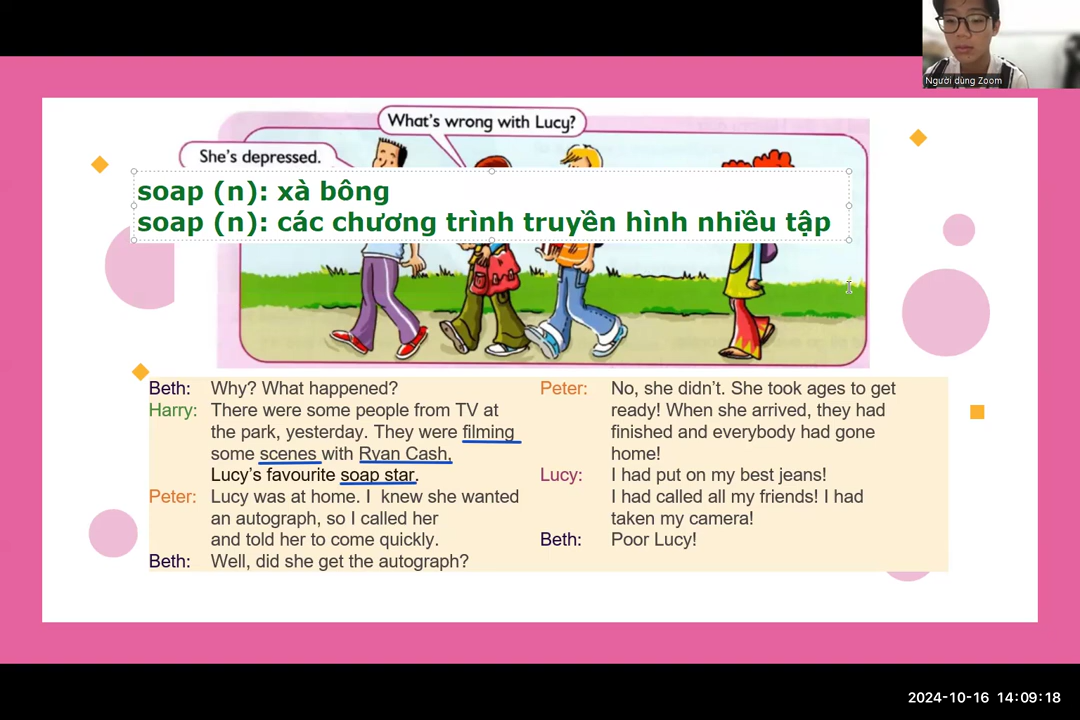 Người dùng Zoom
What's wrong with Lucy?
She's depressed.
soap (n): xà bông
soap (n): các chương trình truyền hình nhiều tập
Beth: Why? What happened?
Harry: There were some people from TV at
the park, yesterday. They were filming
some scenes with Ryan Cash,
Lucy's favourite soap star.
Peter: Lucy was at home. I knew she wanted
an autograph, so I called her
and told her to come quickly.
Beth: Well, did she get the autograph?
Peter: No, she didn't. She took ages to get
ready! When she arrived, they had
finished and everybody had gone
home!
Lucy: I had put on my best jeans!
I had called all my friends! I had
taken my camera!
Beth: Poor Lucy!
2024-10-16 14:09:18